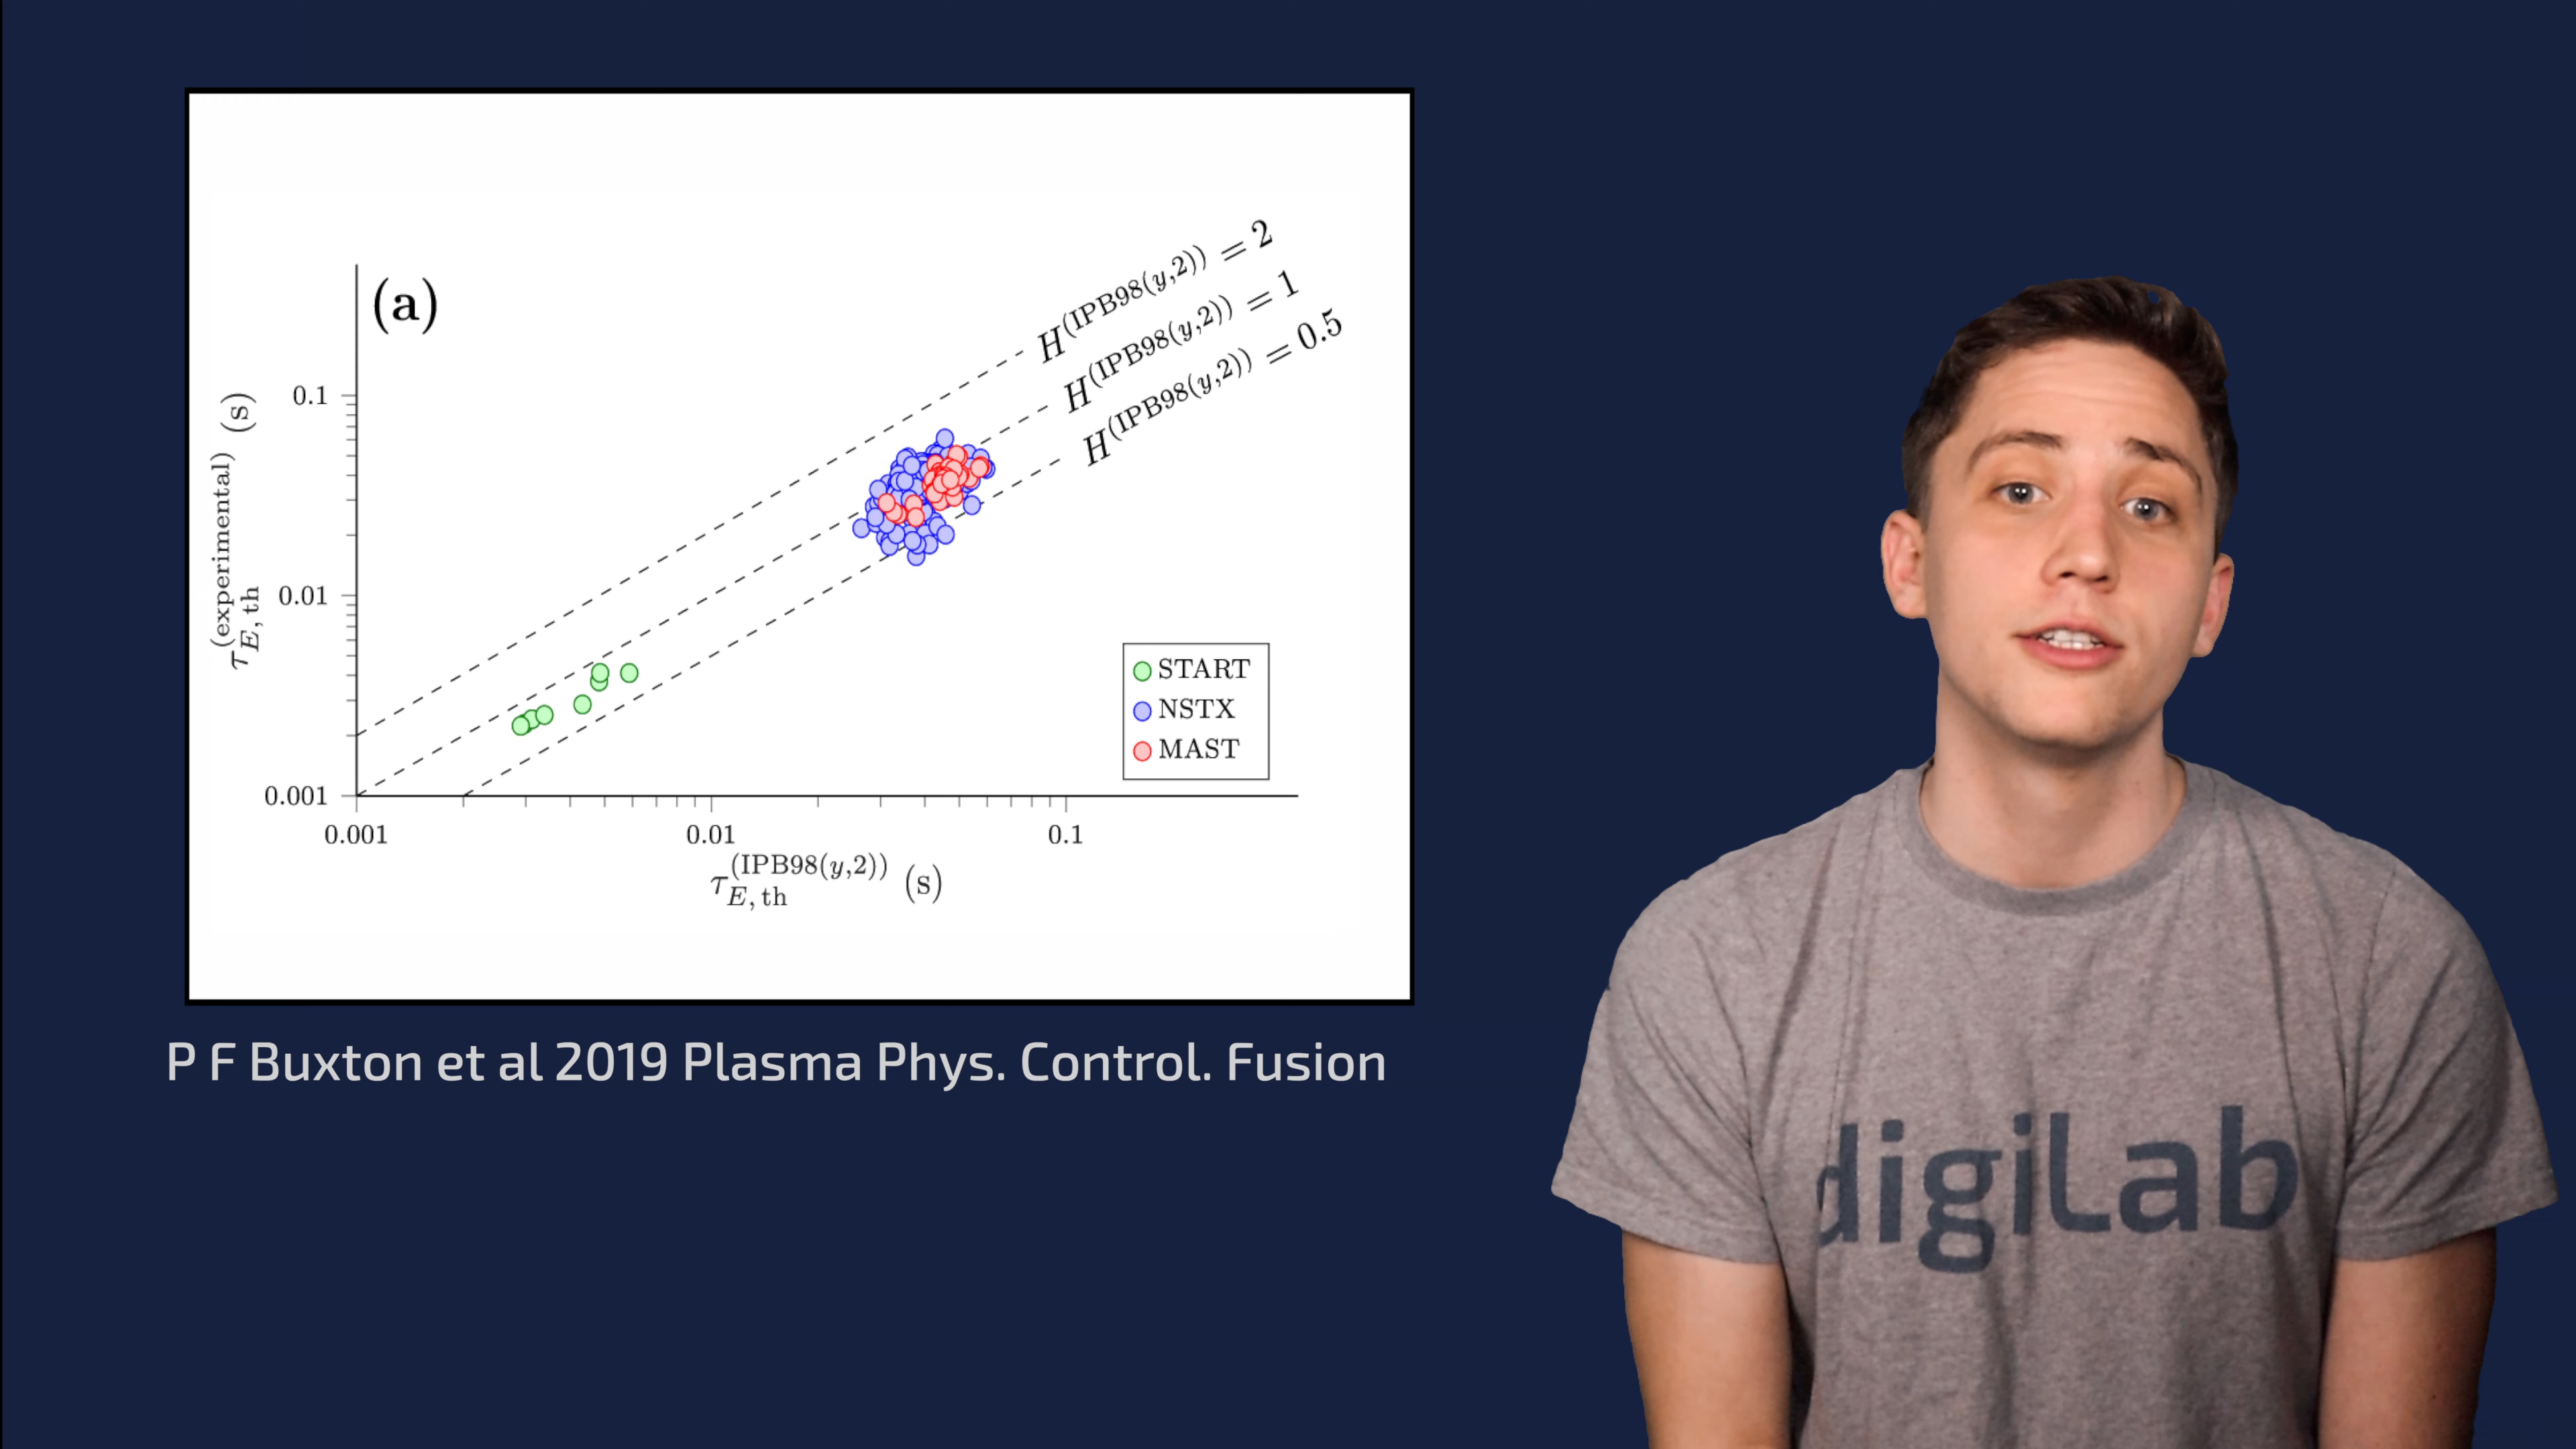 (a)
H(IPB98(y,2)) = 2
H(IPB98(y,2)) = 1
H(IPB98(y,2)) = 0.5
τE, th(experimental) (s)
0.1
0.01
0.001
START
NSTX
MAST
0.001 0.01 0.1
τE, th(IPB98(y,2)) (s)
P F Buxton et al 2019 Plasma Phys. Control. Fusion
digiLab